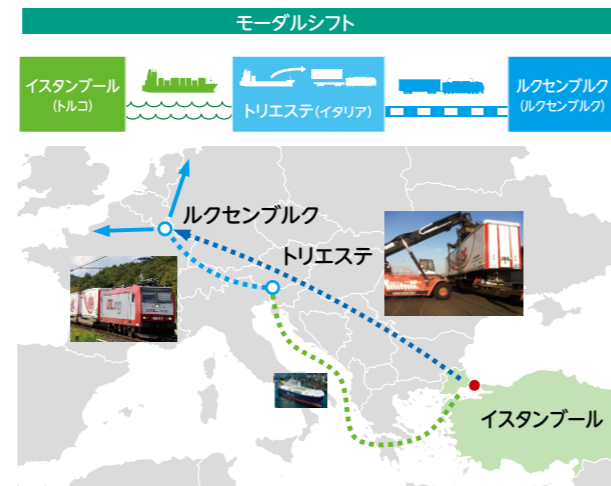 モーダルシフト
イスタンブール
(トルコ)
トリエステ(イタリア)
ルクセンブルク
(ルクセンブルク)
ルクセンブルク
トリエステ
イスタンブール